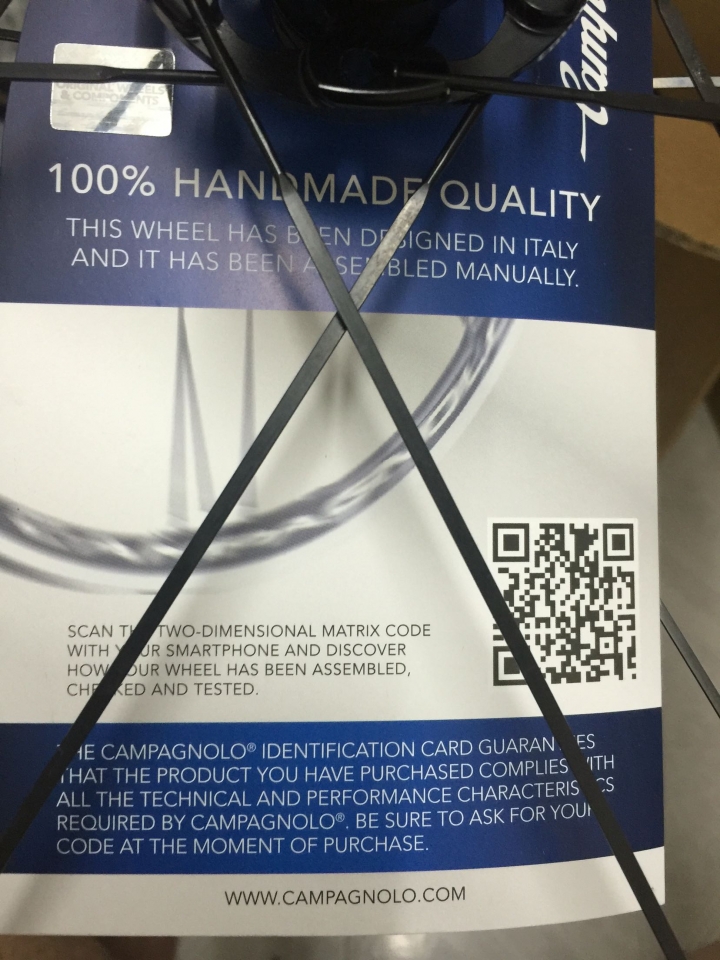 ORIGINAL WHEELS
& COMPONENTS
100% HANDMADE QUALITY
THIS WHEEL HAS BEEN DESIGNED IN ITALY
AND IT HAS BEEN ASSEMBLED MANUALLY.
SCAN THE TWO-DIMENSIONAL MATRIX CODE
WITH YOUR SMARTPHONE AND DISCOVER
HOW YOUR WHEEL HAS BEEN ASSEMBLED,
CHECKED AND TESTED.
THE CAMPAGNOLO® IDENTIFICATION CARD GUARANTEES
THAT THE PRODUCT YOU HAVE PURCHASED COMPLIES WITH
ALL THE TECHNICAL AND PERFORMANCE CHARACTERISTICS
REQUIRED BY CAMPAGNOLO®. BE SURE TO ASK FOR YOUR
CODE AT THE MOMENT OF PURCHASE.
WWW.CAMPAGNOLO.COM